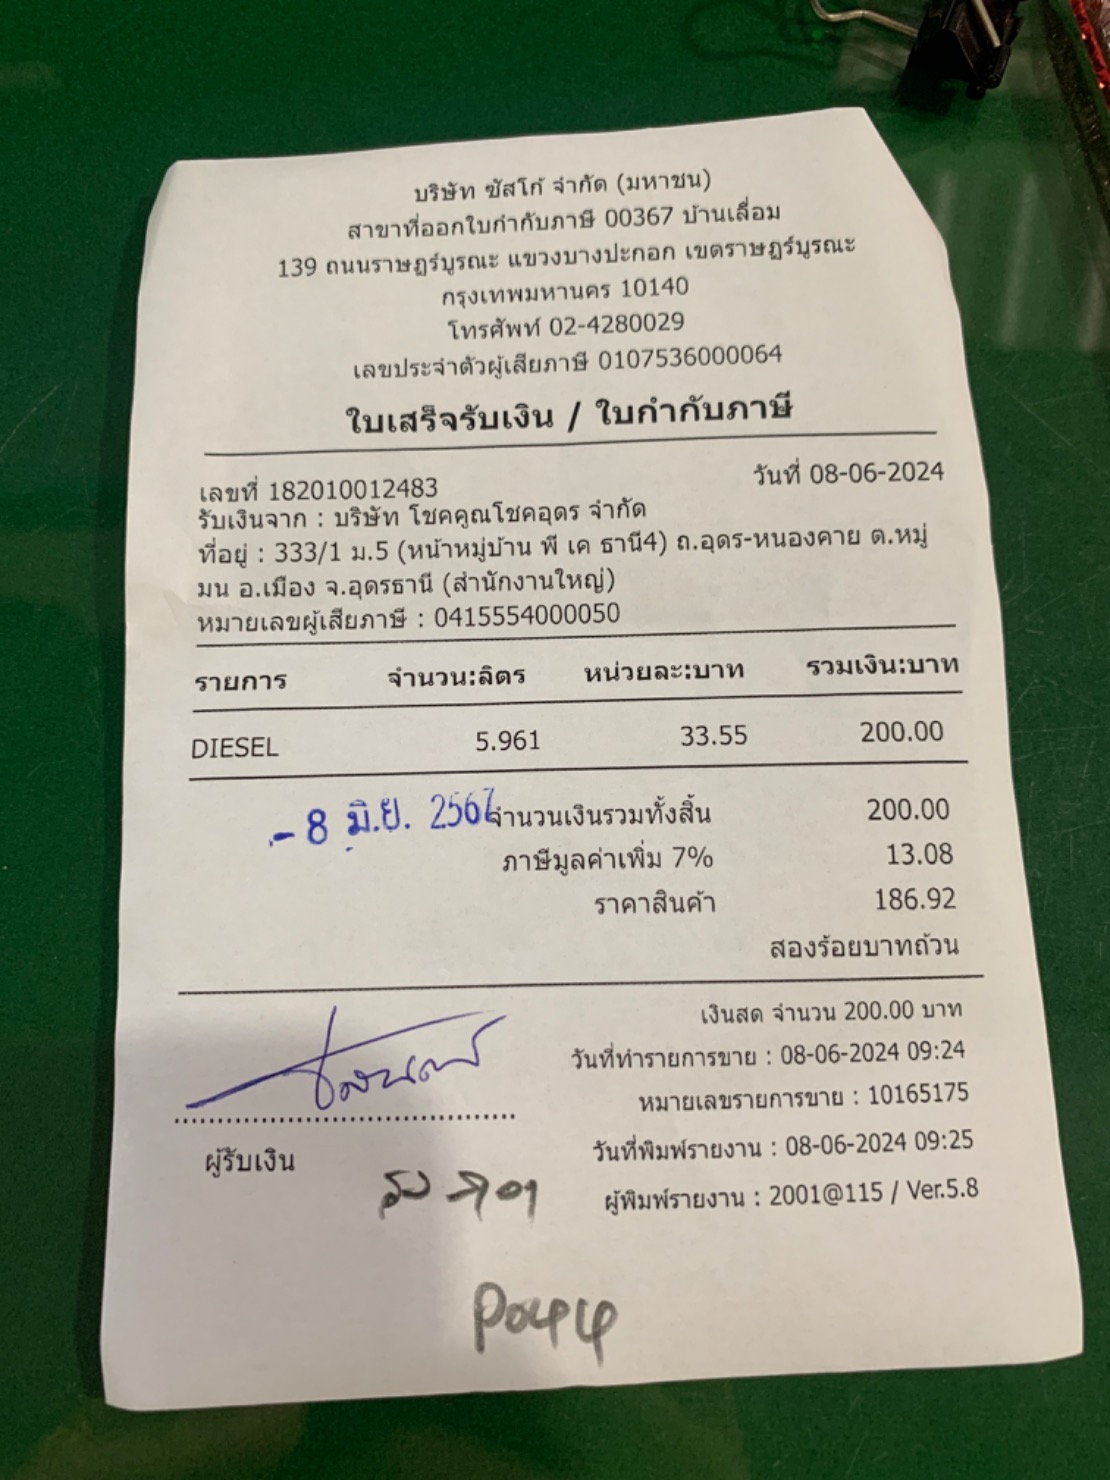 บริษัท ซัสโก้ จำกัด (มหาชน)
สาขาที่ออกใบกำกับภาษี 00367 บ้านเลื่อม
139 ถนนราษฎร์บูรณะ แขวงบางปะกอก เขตราษฎร์บูรณะ
กรุงเทพมหานคร 10140
โทรศัพท์ 02-4280029
เลขประจำตัวผู้เสียภาษี 0107536000064
ใบเสร็จรับเงิน / ใบกำกับภาษี
เลขที่ 182010012483 วันที่ 08-06-2024
รับเงินจาก : บริษัท โชคคูณโชคอุดร จำกัด
ที่อยู่ : 333/1 ม.5 (หน้าหมู่บ้าน พี เค ธานี4) ถ.อุดร-หนองคาย ต.หมู่
มน อ.เมือง จ.อุดรธานี (สำนักงานใหญ่)
หมายเลขผู้เสียภาษี : 0415554000050
รายการ จำนวน:ลิตร หน่วยละ:บาท รวมเงิน:บาท
DIESEL 5.961 33.55 200.00
- 8 มิ.ย. 2567 จำนวนเงินรวมทั้งสิ้น 200.00
ภาษีมูลค่าเพิ่ม 7% 13.08
ราคาสินค้า 186.92
สองร้อยบาทถ้วน
เงินสด จำนวน 200.00 บาท
วันที่ทำรายการขาย : 08-06-2024 09:24
หมายเลขรายการขาย : 10165175
วันที่พิมพ์รายงาน : 08-06-2024 09:25
ผู้รับเงิน
ผู้พิมพ์รายงาน : 2001@115 / Ver.5.8
P044